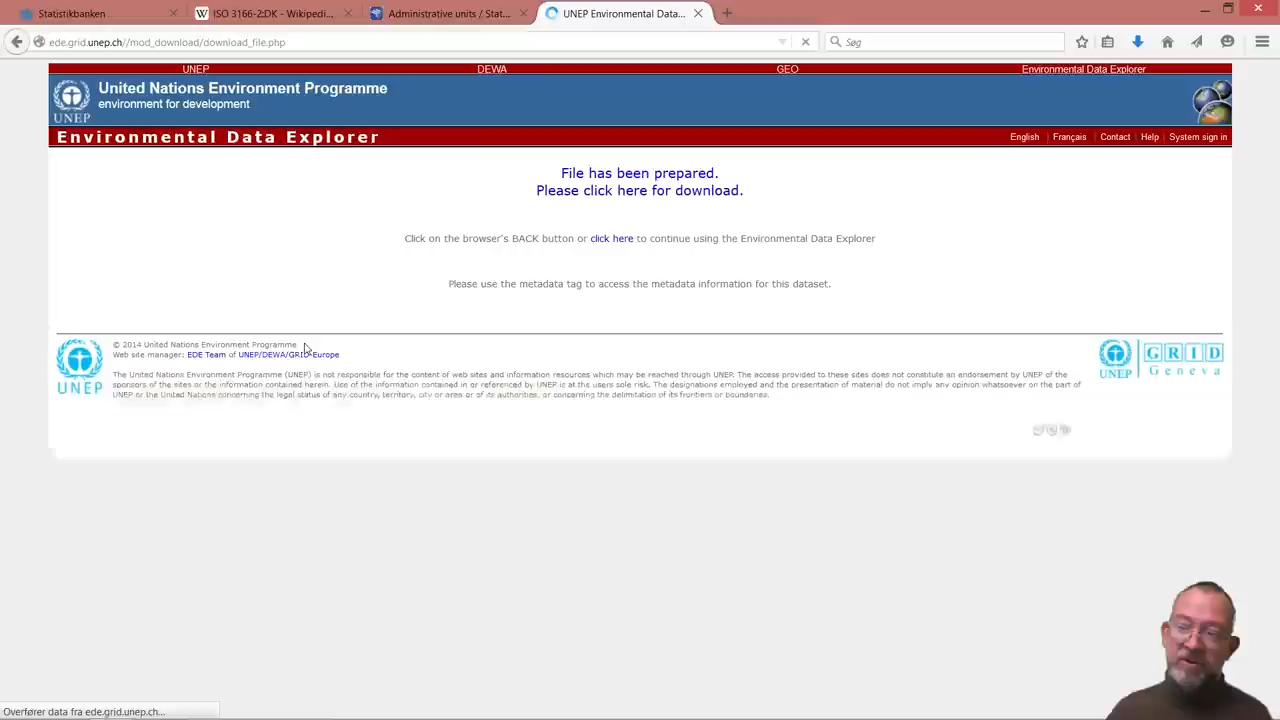 Statistikbanken
ISO 3166-2:DK - Wikipedi...
Administrative units / Stat...
UNEP Environmental Data...
ede.grid.unep.ch//mod_download/download_file.php
Søg
UNEP
DEWA
GEO
Environmental Data Explorer
United Nations Environment Programme
environment for development
UNEP
Environmental Data Explorer
English
Français
Contact
Help
System sign in
File has been prepared.
Please click here for download.
Click on the browser's BACK button or click here to continue using the Environmental Data Explorer
Please use the metadata tag to access the metadata information for this dataset.
© 2014 United Nations Environment Programme
Web site manager: EDE Team of UNEP/DEWA/GRID-Europe
The United Nations Environment Programme (UNEP) is not responsible for the content of web sites and information resources which may be reached through UNEP. The access provided to these sites does not constitute an endorsement by UNEP of the
sponsors of the sites or the information contained herein. Use of the information contained in or referenced by UNEP is at the users sole risk. The designations employed and the presentation of material do not imply any opinion whatsoever on the part of
UNEP or the United Nations concerning the legal status of any country, territory, city or area or of its authorities, or concerning the delimitation of its frontiers or boundaries.
UNEP
UNEP
GRID
Geneva
Overfører data fra ede.grid.unep.ch...